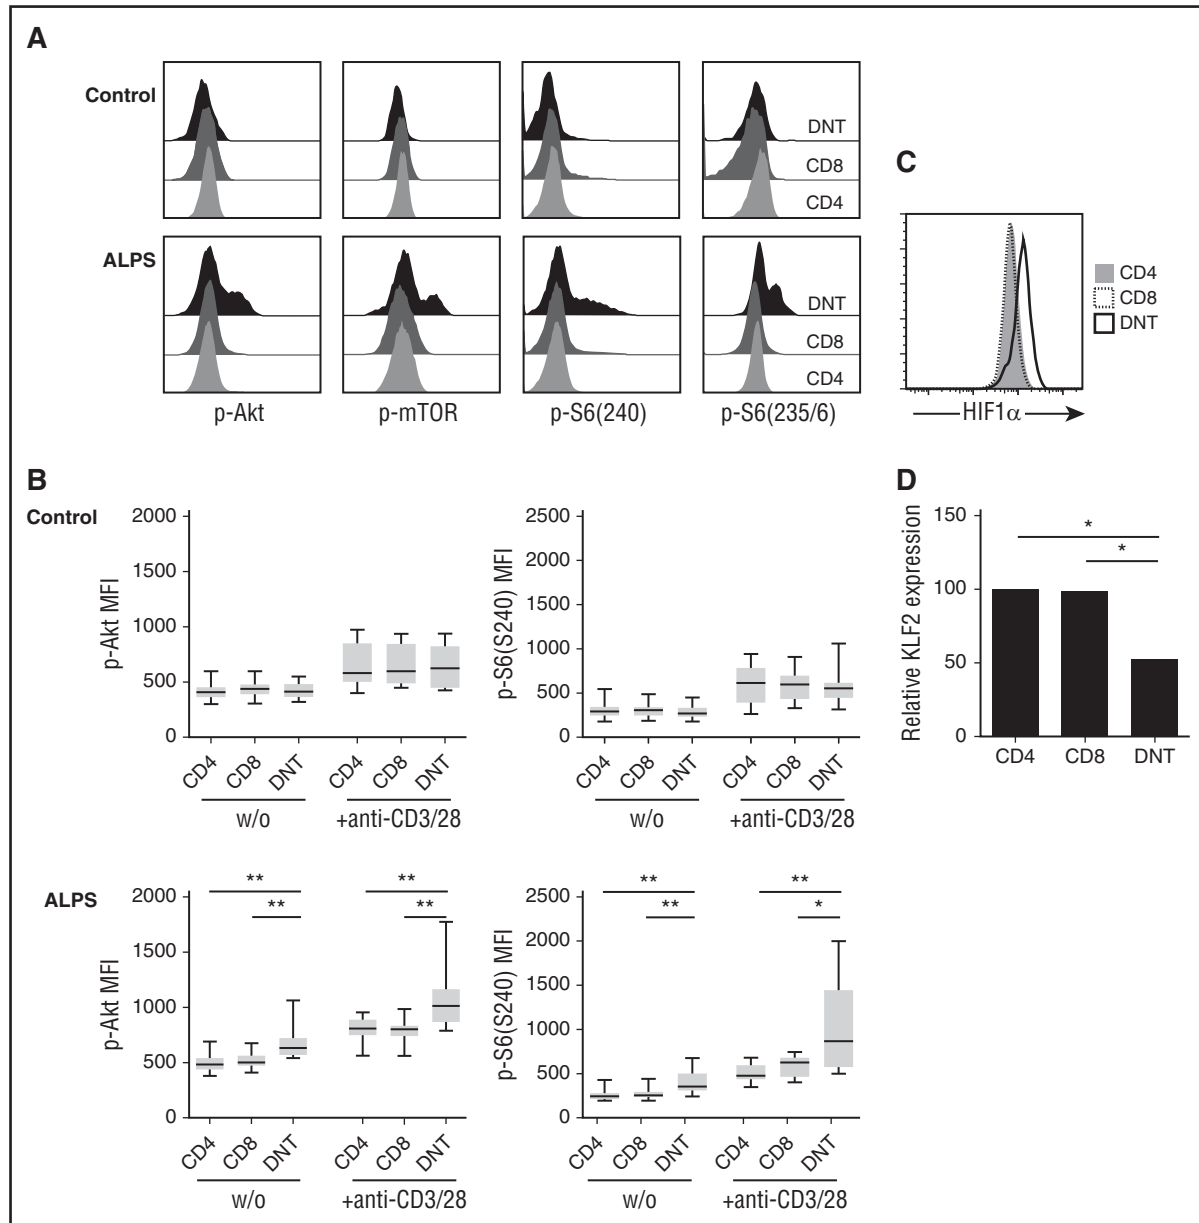 A
Control
DNT
CD8
CD4
ALPS
DNT
CD8
CD4
p-Akt
p-mTOR
p-S6(240)
p-S6(235/6)
C
CD4
CD8
DNT
HIF1α
B
Control
p-Akt MFI
2000
1500
1000
500
0
CD4
CD8
DNT
CD4
CD8
DNT
w/o
+anti-CD3/28
p-S6(S240) MFI
2500
2000
1500
1000
500
0
CD4
CD8
DNT
CD4
CD8
DNT
w/o
+anti-CD3/28
D
Relative KLF2 expression
150
100
50
0
*
*
CD4
CD8
DNT
ALPS
p-Akt MFI
2000
1500
1000
500
0
**
**
**
**
CD4
CD8
DNT
CD4
CD8
DNT
w/o
+anti-CD3/28
p-S6(S240) MFI
2500
2000
1500
1000
500
0
**
**
**
*
CD4
CD8
DNT
CD4
CD8
DNT
w/o
+anti-CD3/28